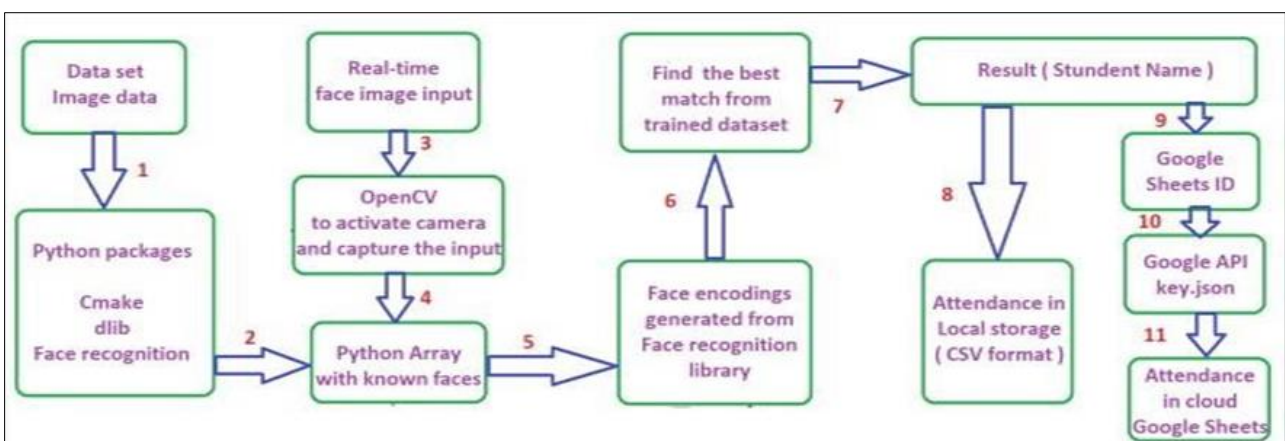 Data set
Image data
1
Python packages
Cmake
dlib
Face recognition
2
Real-time
face image input
3
OpenCV
to activate camera
and capture the input
4
Python Array
with known faces
5
Face encodings
generated from
Face recognition
library
6
Find the best
match from
trained dataset
7
Result ( Stundent Name )
8
Attendance in
Local storage
( CSV format )
9
Google
Sheets ID
10
Google API
key.json
11
Attendance
in cloud
Google Sheets